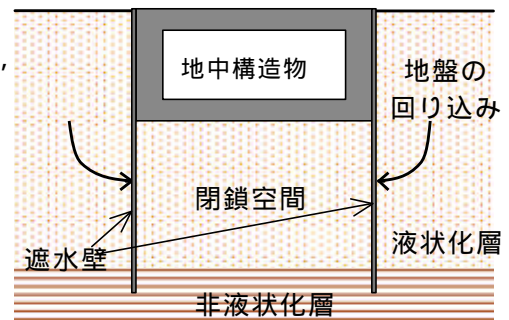 地中構造物
地盤の
回り込み
閉鎖空間
液状化層
遮水壁
非液状化層